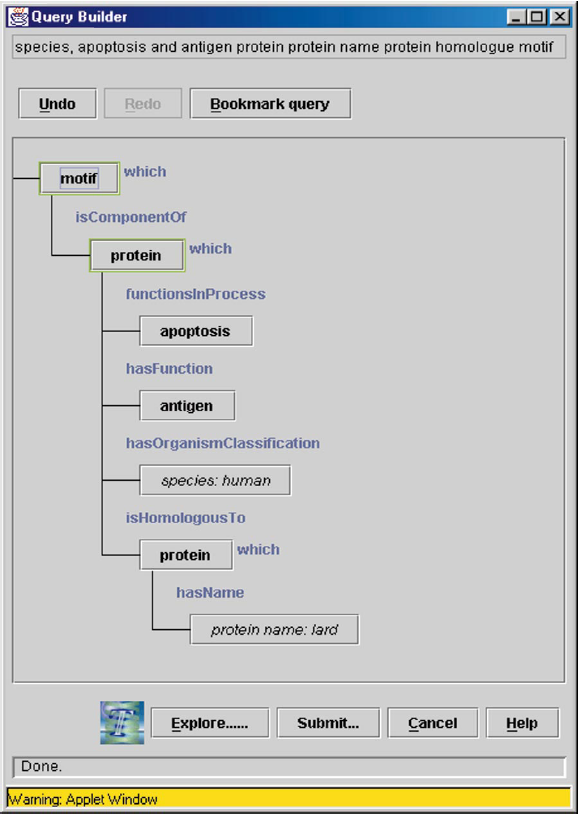 Query Builder
species, apoptosis and antigen protein protein name protein homologue motif
Undo Redo Bookmark query
motif which
isComponentOf
protein which
functionsInProcess
apoptosis
hasFunction
antigen
hasOrganismClassification
species: human
isHomologousTo
protein which
hasName
protein name: lard
T Explore...... Submit... Cancel Help
Done.
Warning: Applet Window